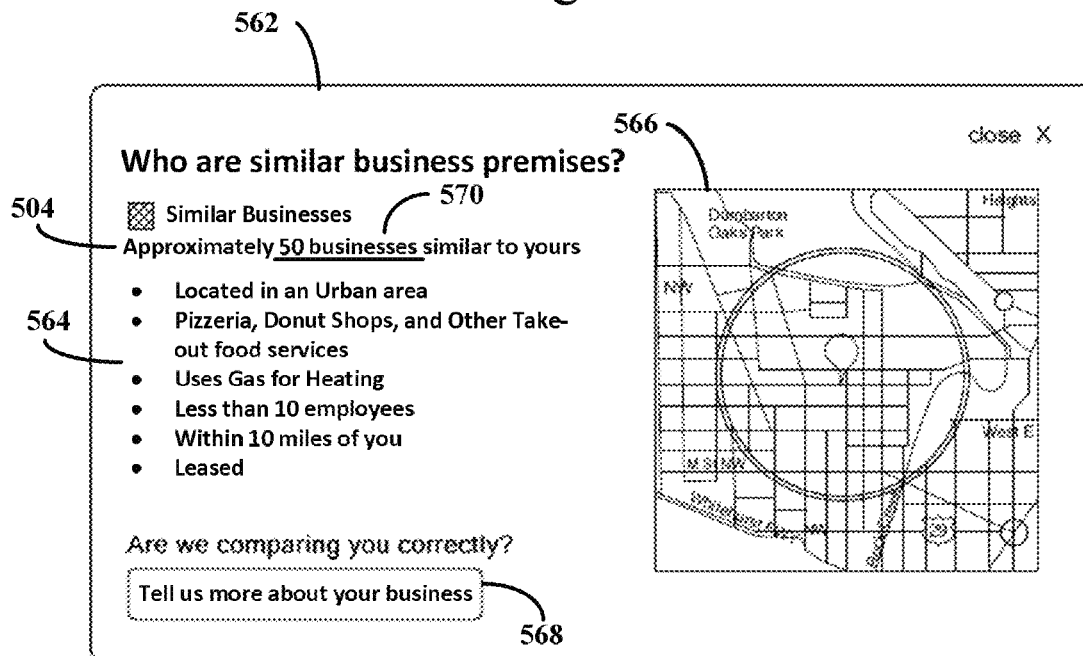 562
566
close X
Who are similar business premises?
504
570
Similar Businesses
Approximately 50 businesses similar to yours
564
• Located in an Urban area
• Pizzeria, Donut Shops, and Other Take-
out food services
• Uses Gas for Heating
• Less than 10 employees
• Within 10 miles of you
• Leased
Heights
Oaks Park
NW
West E
M St NW
Are we comparing you correctly?
Tell us more about your business
568